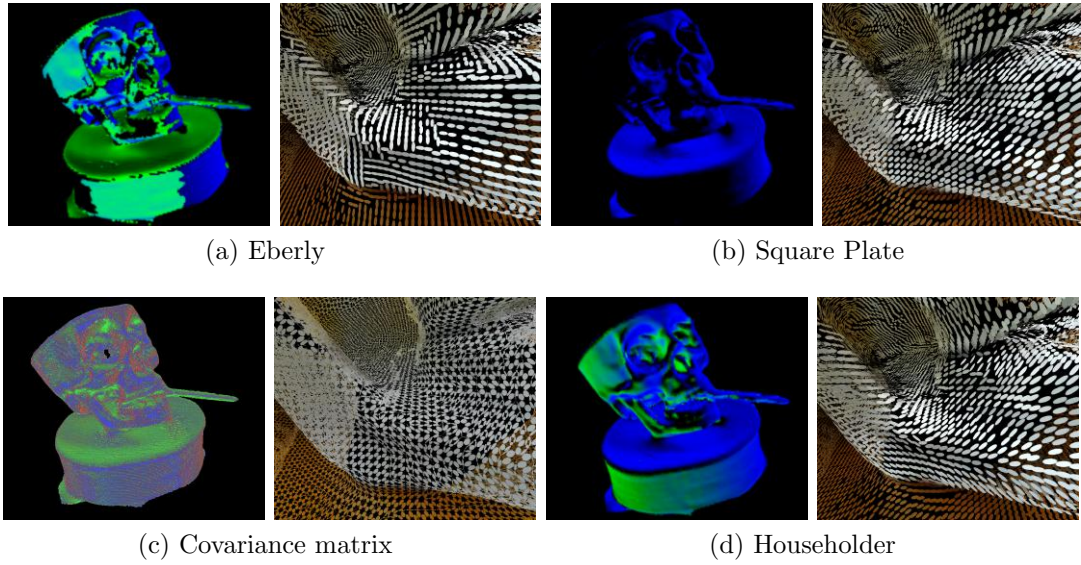 (a) Eberly
(b) Square Plate
(c) Covariance matrix
(d) Householder